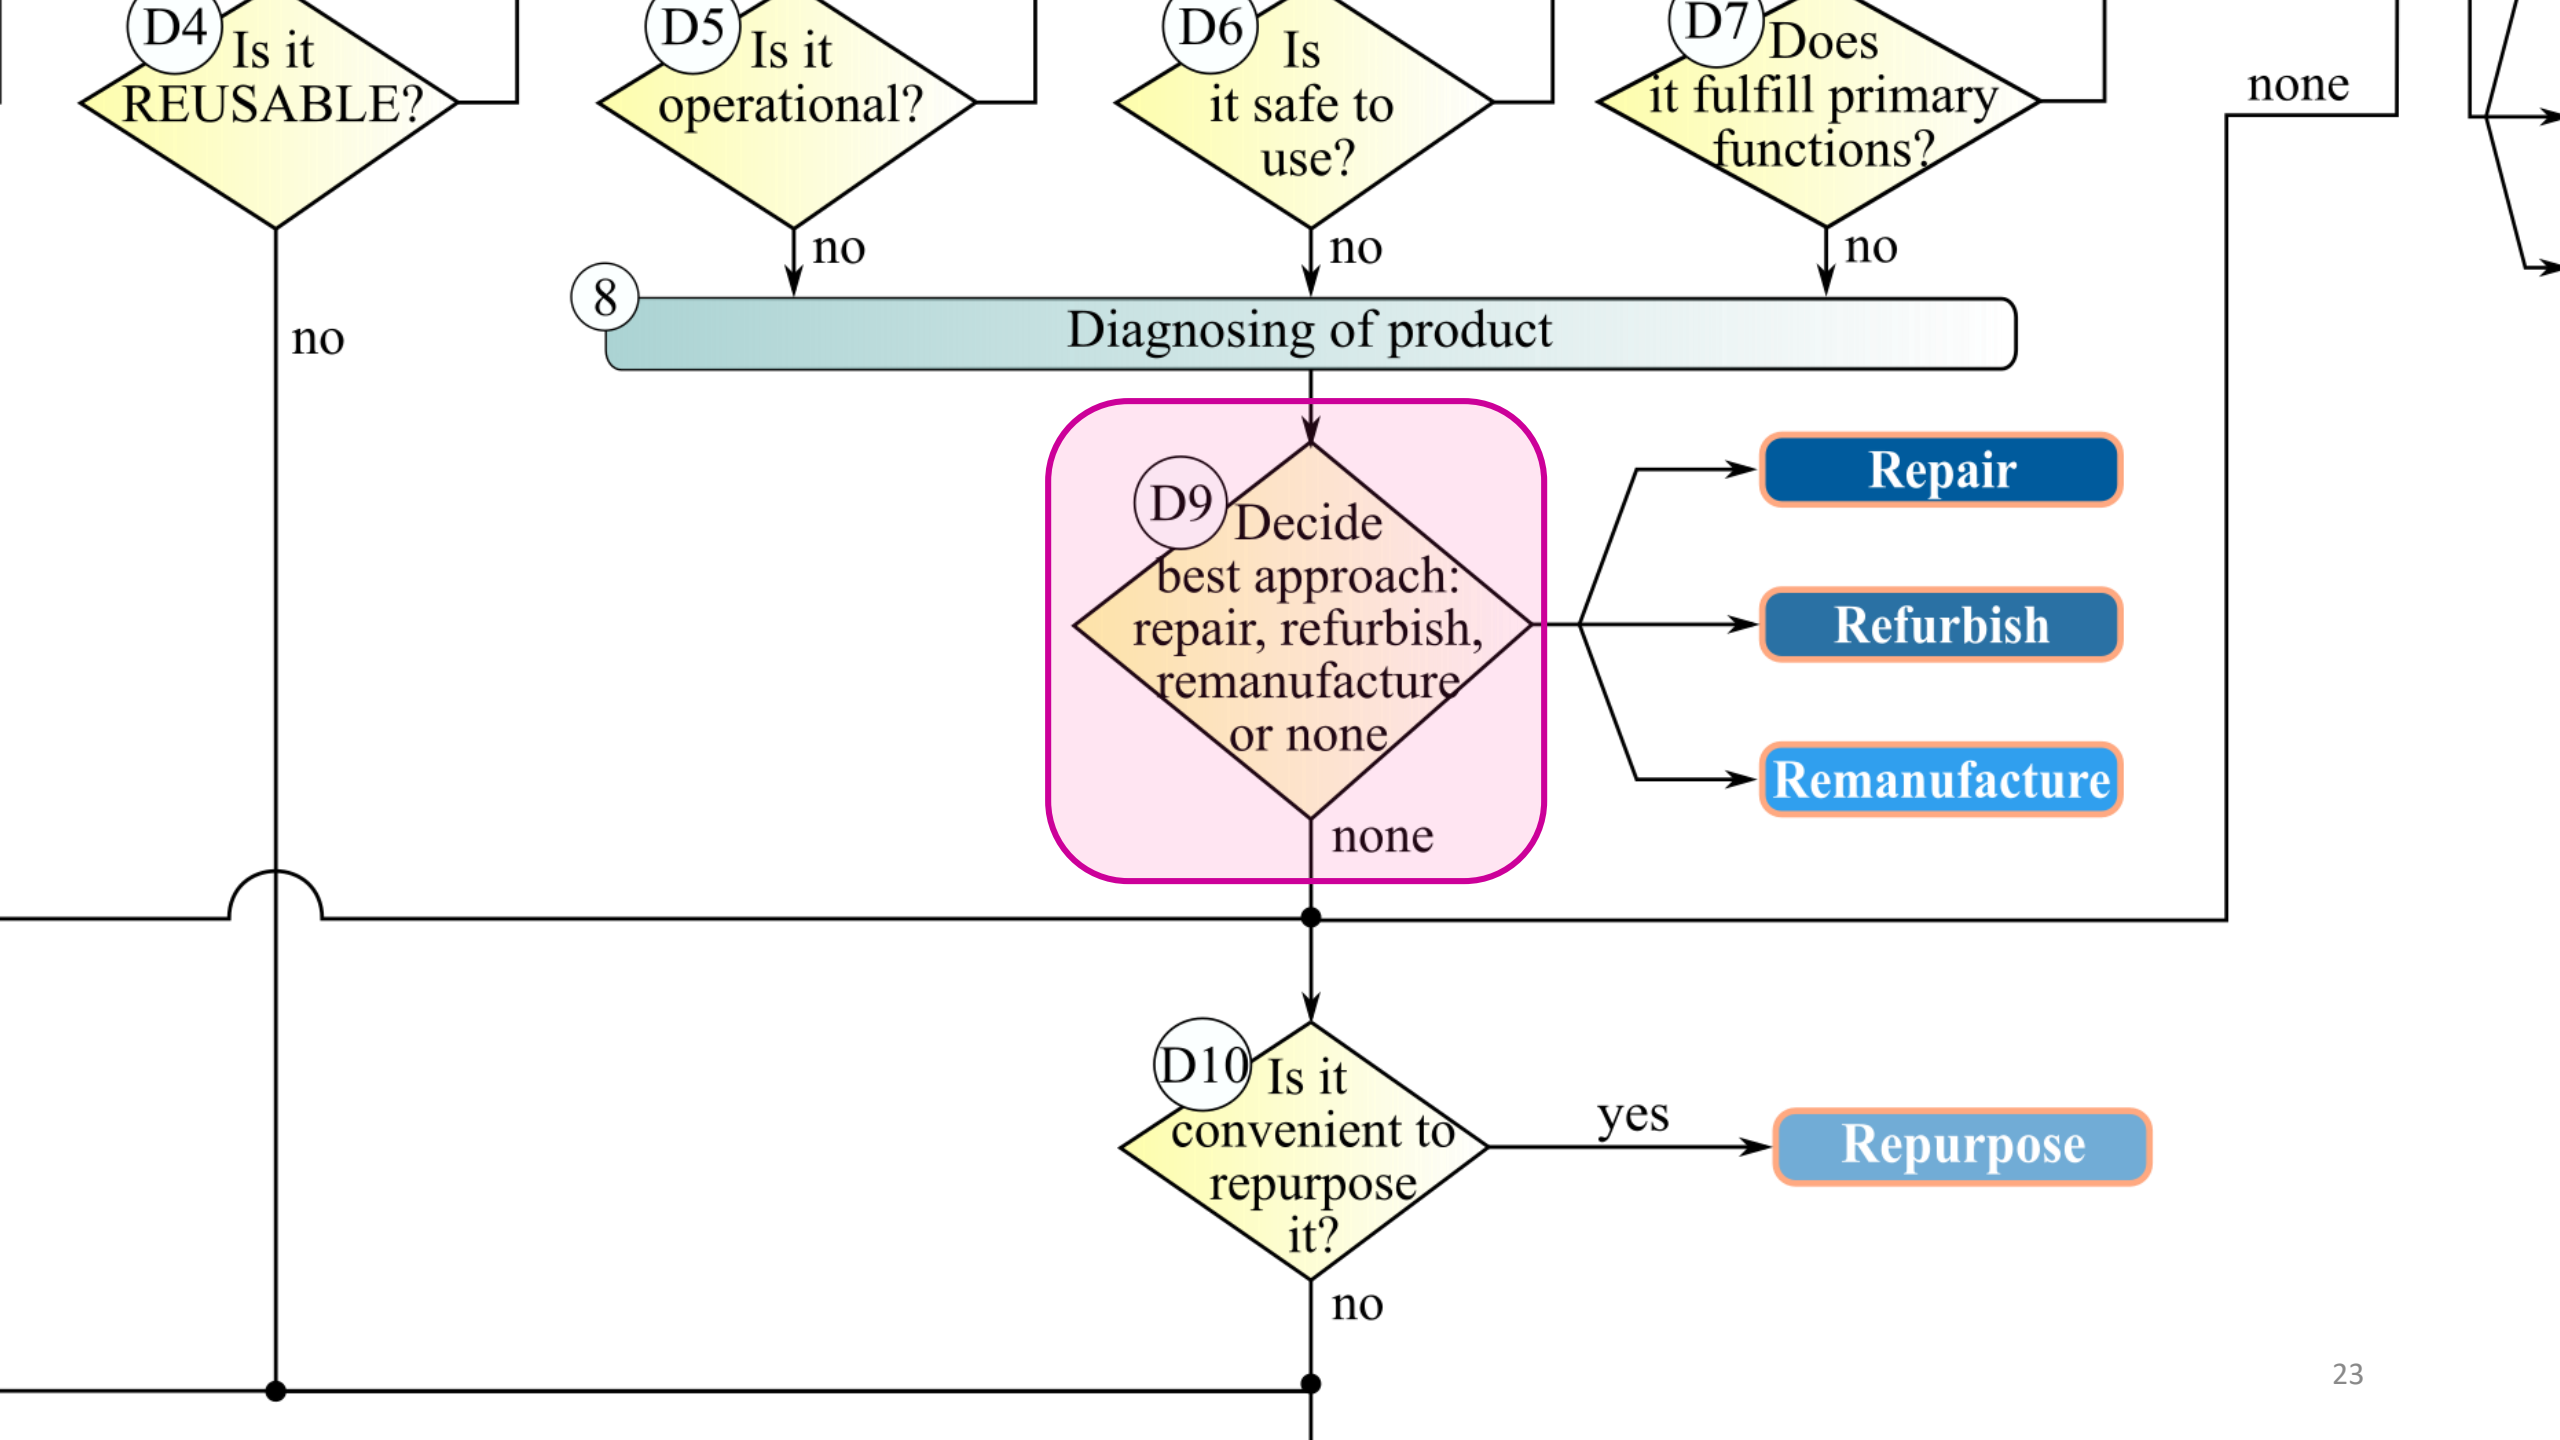 D4
Is it
REUSABLE?
D5
Is it
operational?
D6
Is
it safe to
use?
D7
Does
it fulfill primary
functions?
none
no
no
no
no
8
Diagnosing of product
D9
Decide
best approach:
repair, refurbish,
remanufacture
or none
Repair
Refurbish
Remanufacture
none
D10
Is it
convenient to
repurpose
it?
yes
Repurpose
no
23